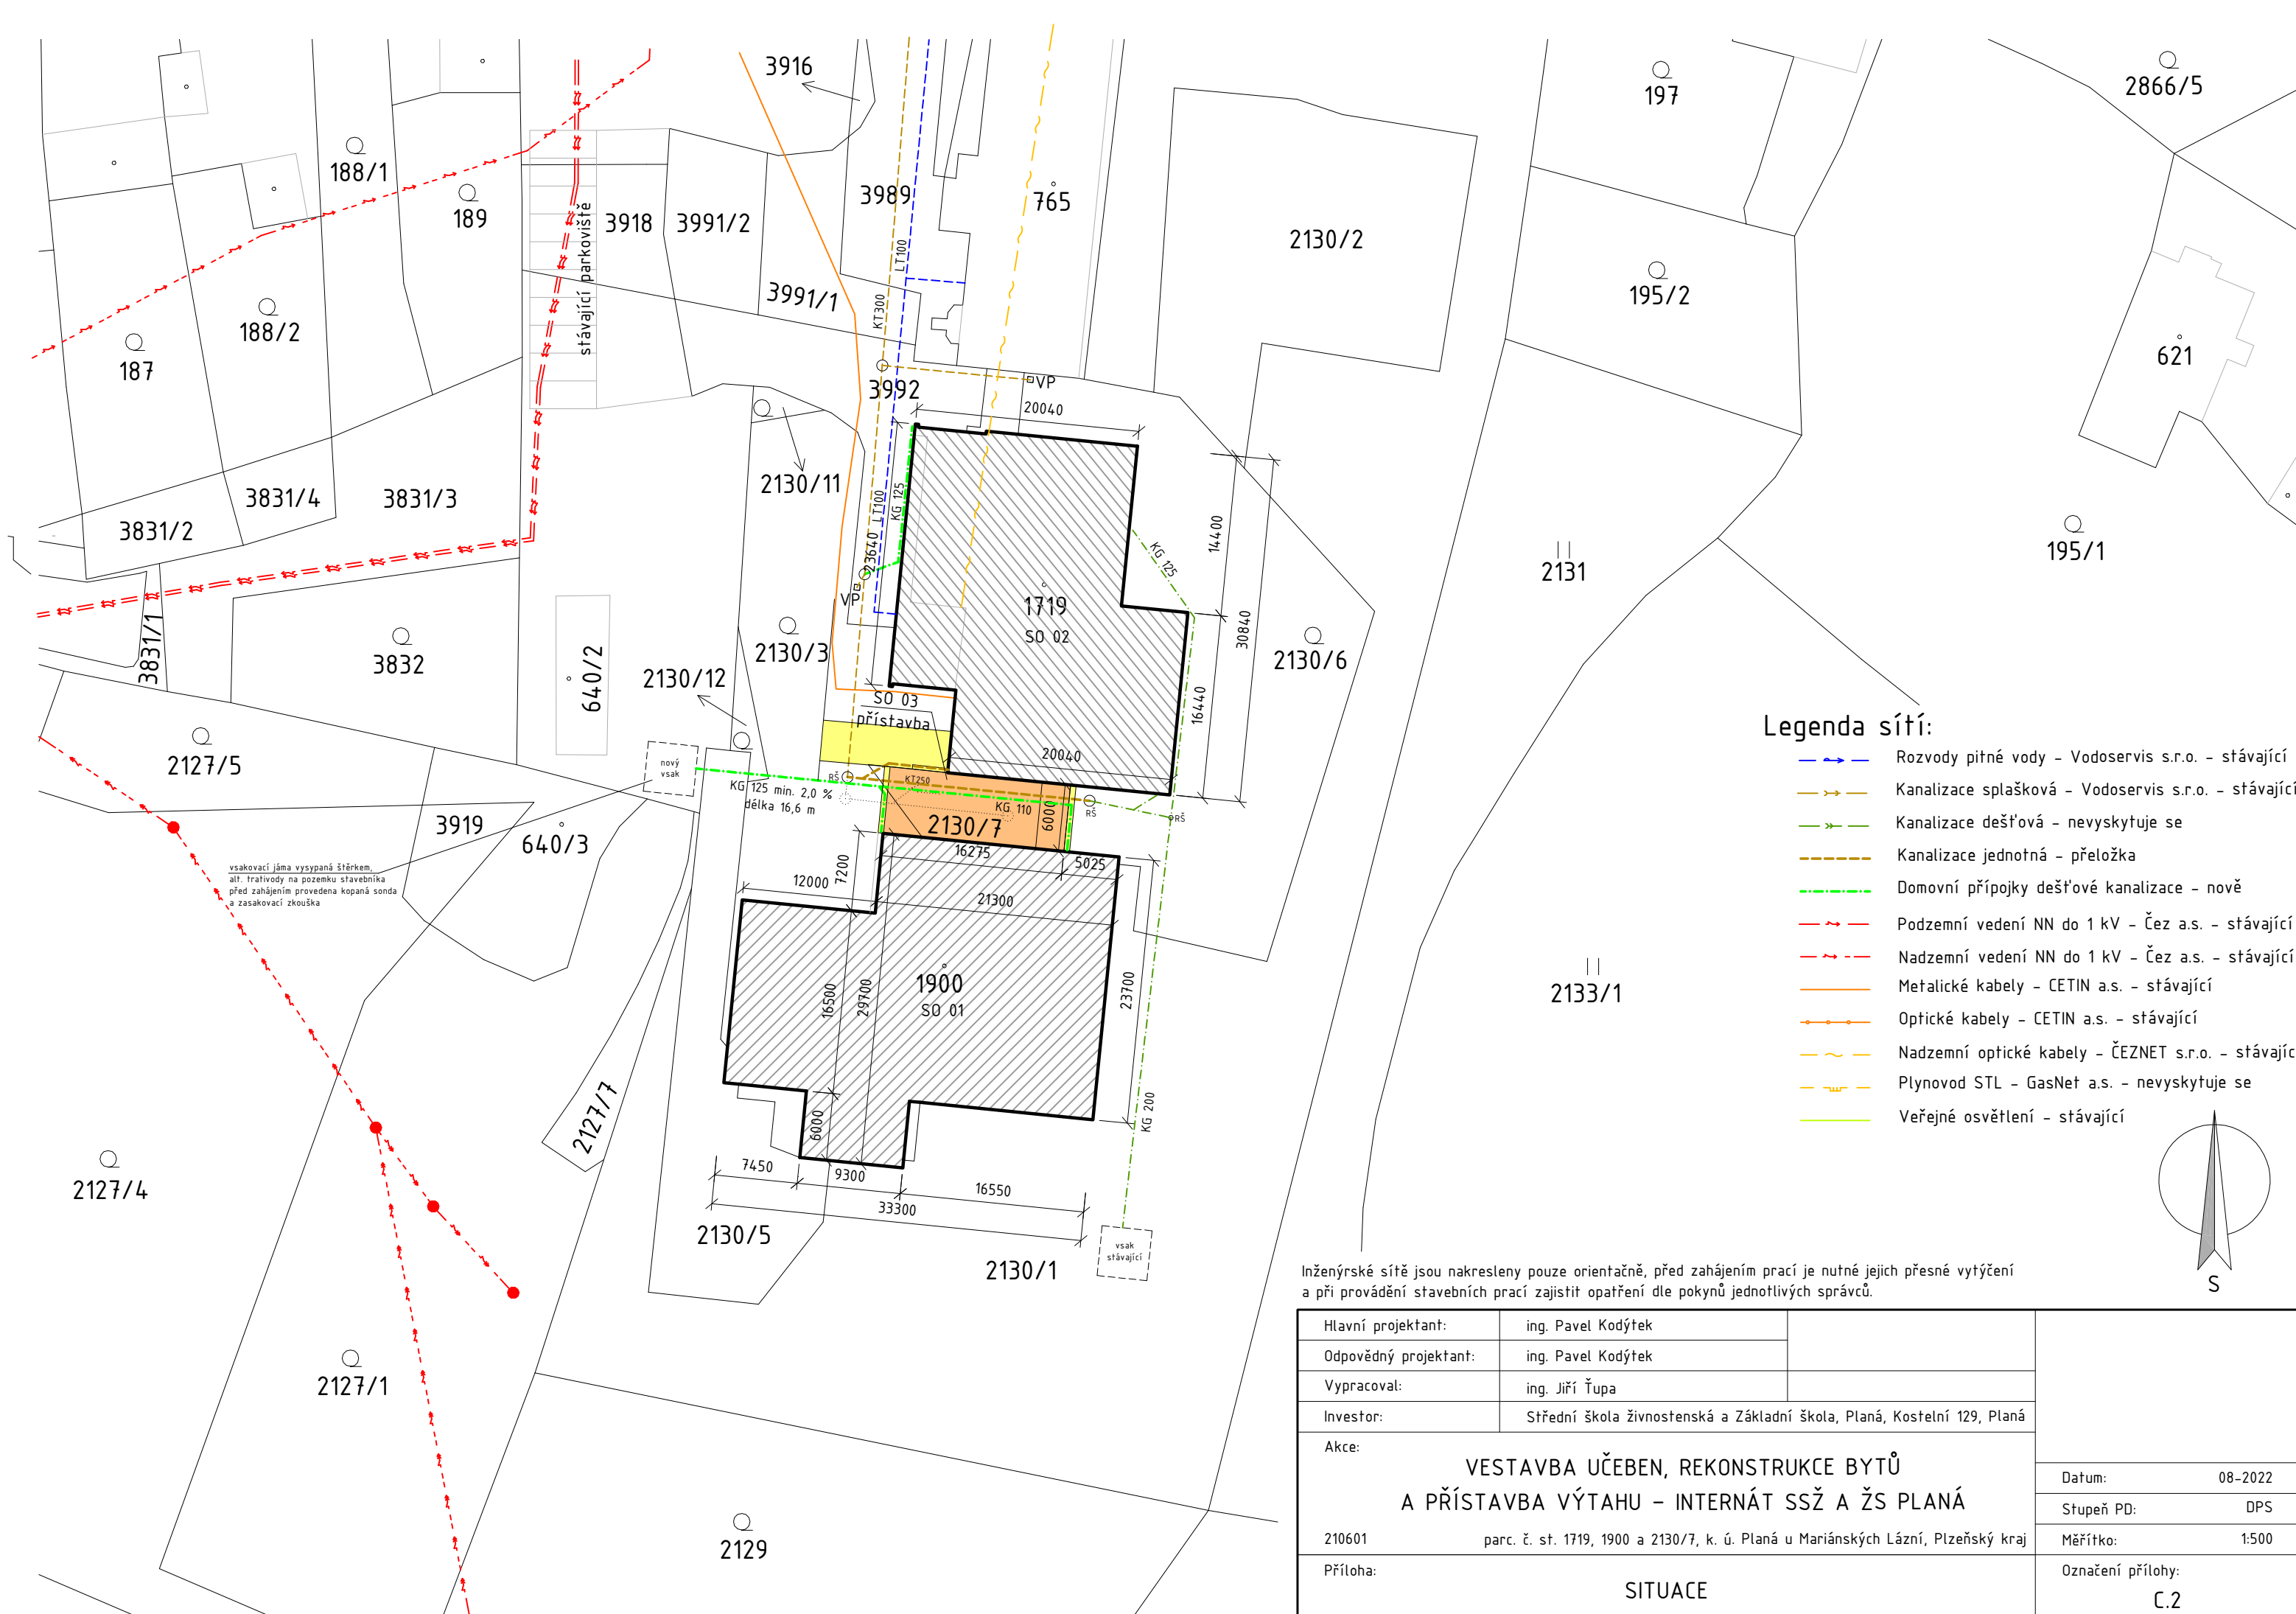 3916
197
2866/5
188/1
189
3918
3991/2
3989
765
2130/2
stávající parkoviště
LT100
KT300
3991/1
195/2
188/2
187
621
3992
VP
20040
2130/11
3831/4
3831/3
3831/2
LT100
KG 125
23640
14400
KG 125
30840
195/1
2131
VP
1719
SO 02
3831/1
3832
640/2
2130/3
2130/12
2130/6
16440
SO 03
přístavba
20040
2127/5
nový
vsak
RŠ
KT250
KG 125 min. 2,0 %
délka 16,6 m
KG 110
6000
RŠ
RŠ
2130/7
3919
640/3
16275
5025
7200
12000
21300
vsakovací jáma vysypaná štěrkem,
alt. trativody na pozemku stavebníka
před zahájením provedena kopaná sonda
a zasakovací zkouška
1900
SO 01
16500
29700
23700
2133/1
KG 200
6000
2127/7
7450
9300
16550
33300
2127/4
2130/5
2130/1
vsak
stávající
2127/1
2129
Legenda sítí:
Rozvody pitné vody - Vodoservis s.r.o. - stávající
Kanalizace splašková - Vodoservis s.r.o. - stávající
Kanalizace dešťová - nevyskytuje se
Kanalizace jednotná - přeložka
Domovní přípojky dešťové kanalizace - nově
Podzemní vedení NN do 1 kV - Čez a.s. - stávající
Nadzemní vedení NN do 1 kV - Čez a.s. - stávající
Metalické kabely - CETIN a.s. - stávající
Optické kabely - CETIN a.s. - stávající
Nadzemní optické kabely - ČEZNET s.r.o. - stávajíc
Plynovod STL - GasNet a.s. - nevyskytuje se
Veřejné osvětlení - stávající
S
Inženýrské sítě jsou nakresleny pouze orientačně, před zahájením prací je nutné jejich přesné vytýčení
a při provádění stavebních prací zajistit opatření dle pokynů jednotlivých správců.
Hlavní projektant: ing. Pavel Kodýtek
Odpovědný projektant: ing. Pavel Kodýtek
Vypracoval: ing. Jiří Ťupa
Investor: Střední škola živnostenská a Základní škola, Planá, Kostelní 129, Planá
Akce:
VESTAVBA UČEBEN, REKONSTRUKCE BYTŮ
A PŘÍSTAVBA VÝTAHU - INTERNÁT SSŽ A ŽS PLANÁ
210601 parc. č. st. 1719, 1900 a 2130/7, k. ú. Planá u Mariánských Lázní, Plzeňský kraj
Datum: 08-2022
Stupeň PD: DPS
Měřítko: 1:500
Příloha:
SITUACE
Označení přílohy:
C.2